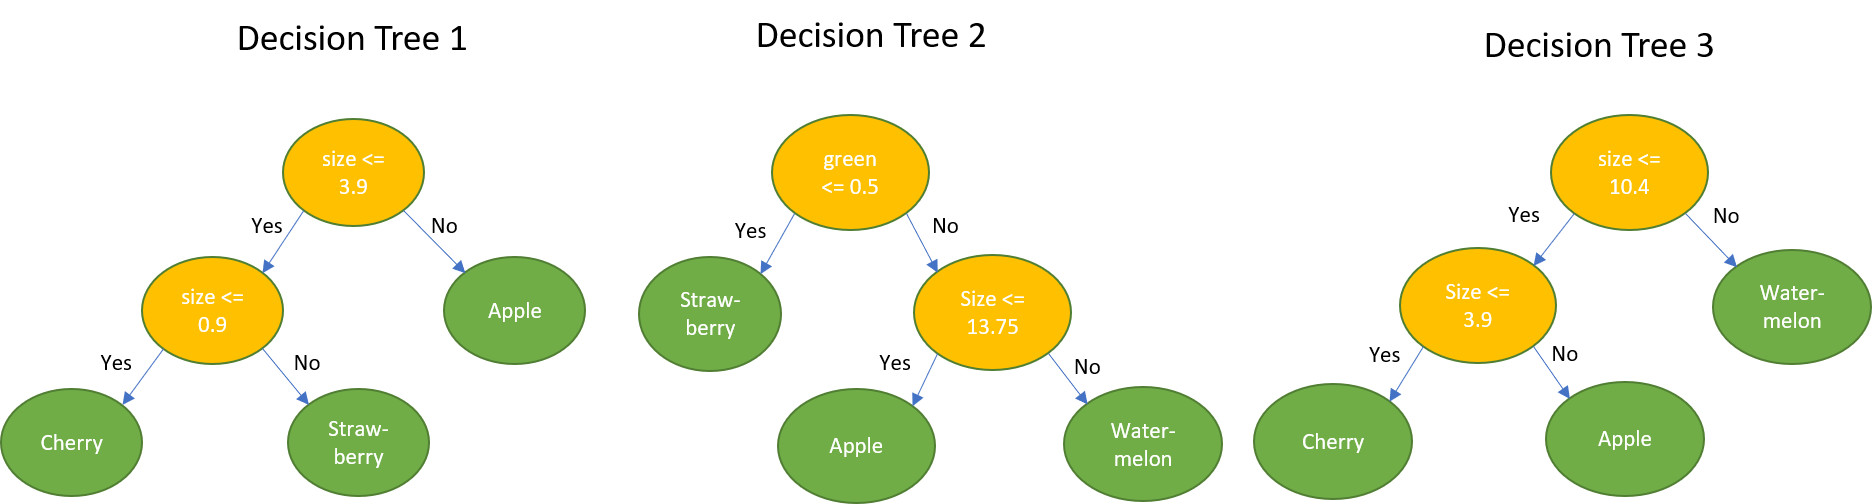 Decision Tree 1
size <=
3.9
Yes
No
size <=
0.9
Apple
Yes
No
Cherry
Straw-
berry
Decision Tree 2
green
<= 0.5
Yes
No
Straw-
berry
Size <=
13.75
Yes
No
Apple
Water-
melon
Decision Tree 3
size <=
10.4
Yes
No
Size <=
3.9
Water-
melon
Yes
No
Cherry
Apple